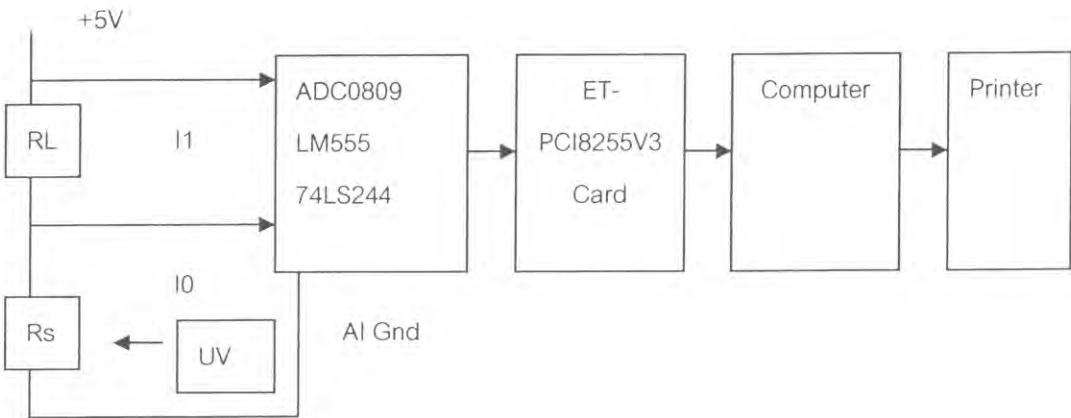 +5V
RL
I1
I0
Rs
UV
AI Gnd
ADC0809
LM555
74LS244
ET-
PCI8255V3
Card
Computer
Printer